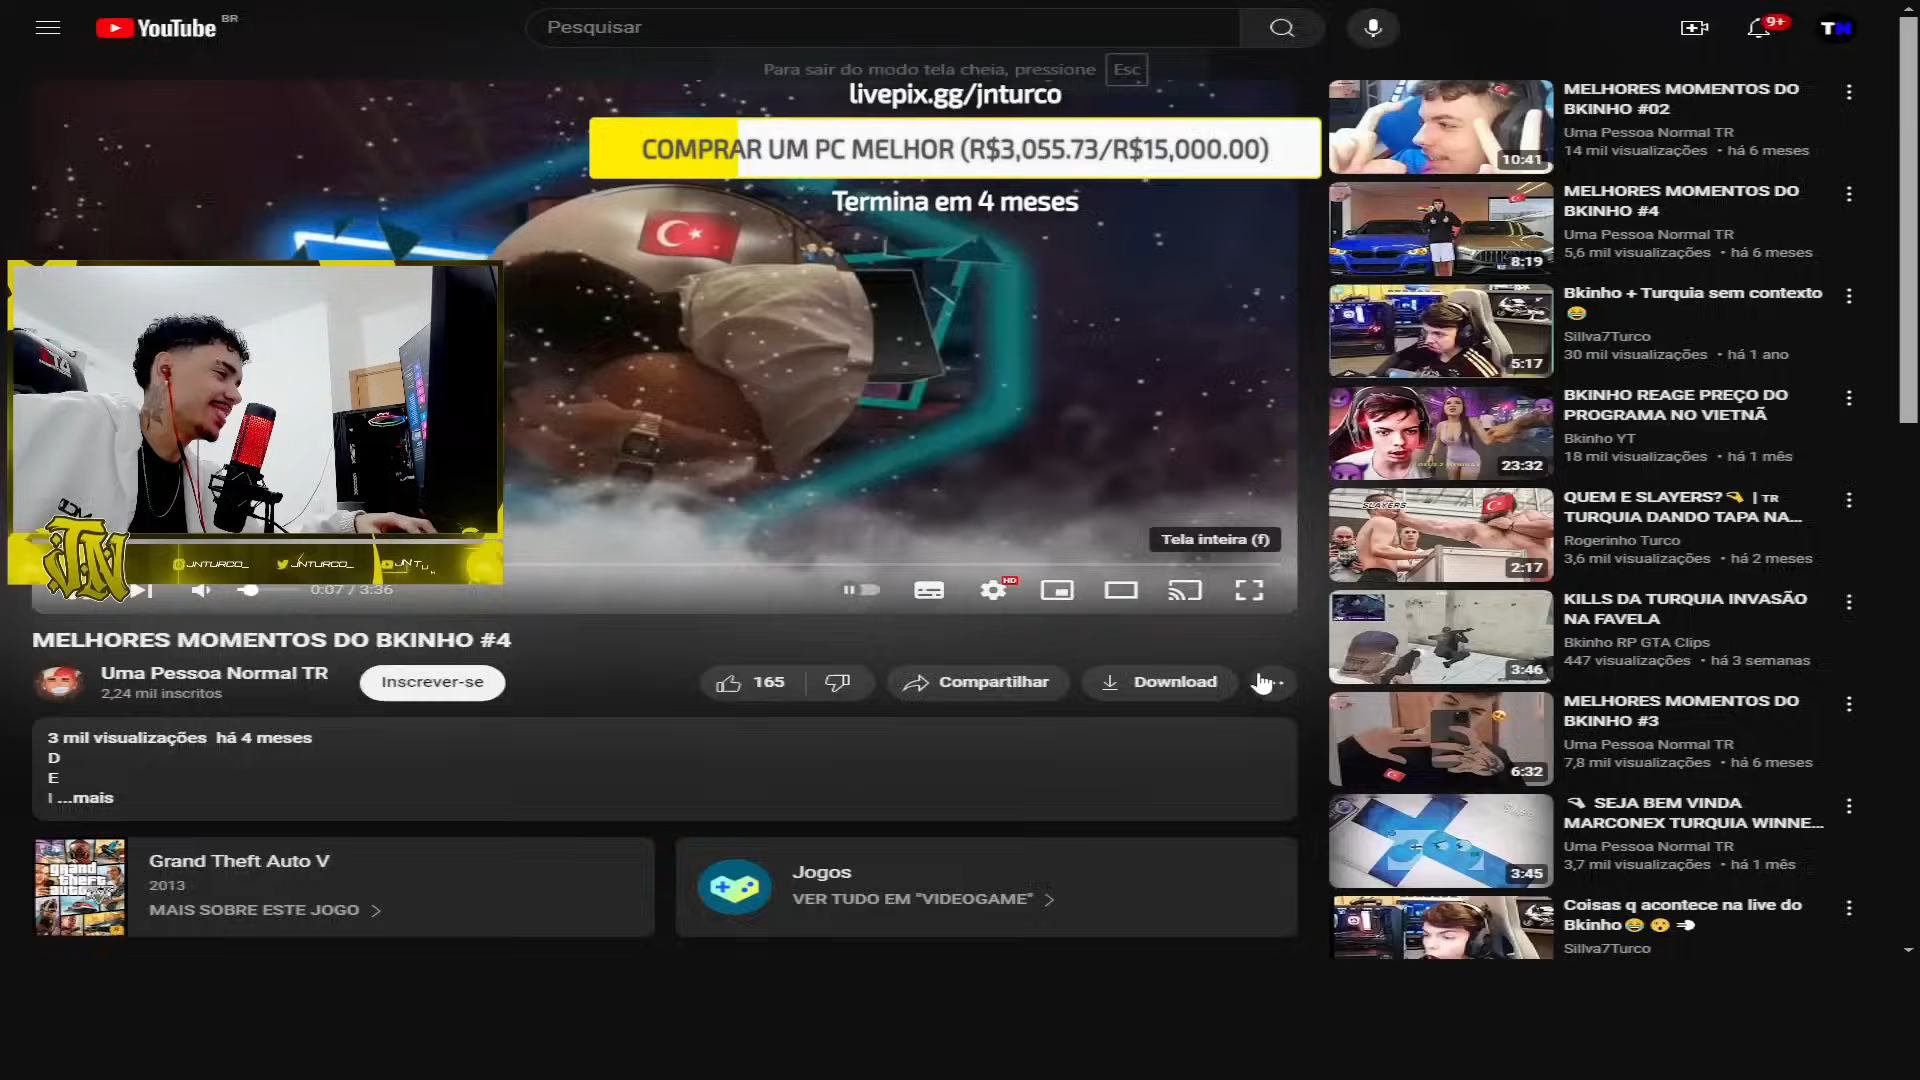 YouTube BR
Pesquisar
9+
TN
Para sair do modo tela cheia, pressione Esc
livepix.gg/jnturco
COMPRAR UM PC MELHOR (R$3,055.73/R$15,000.00)
Termina em 4 meses
JN
JNTURCO_
JNTURCO_
Tela inteira (f)
0:07 / 3:36
HD
MELHORES MOMENTOS DO BKINHO #4
Uma Pessoa Normal TR
2,24 mil inscritos
Inscrever-se
165
Compartilhar
Download
3 mil visualizações há 4 meses
D
E
I ...mais
Grand Theft Auto V
2013
MAIS SOBRE ESTE JOGO
grand
theft
auto
Jogos
VER TUDO EM "VIDEOGAME"
10:41
MELHORES MOMENTOS DO
BKINHO #02
Uma Pessoa Normal TR
14 mil visualizações • há 6 meses
8:19
MELHORES MOMENTOS DO
BKINHO #4
Uma Pessoa Normal TR
5,6 mil visualizações • há 6 meses
5:17
Bkinho + Turquia sem contexto
😂
Sillva7Turco
30 mil visualizações • há 1 ano
23:32
BKINHO REAGE PREÇO DO
PROGRAMA NO VIETNÃ
Bkinho YT
18 mil visualizações • há 1 mês
SLAYERS
2:17
QUEM E SLAYERS? | TR
TURQUIA DANDO TAPA NA...
Rogerinho Turco
3,6 mil visualizações • há 2 meses
3:46
KILLS DA TURQUIA INVASÃO
NA FAVELA
Bkinho RP GTA Clips
447 visualizações • há 3 semanas
6:32
MELHORES MOMENTOS DO
BKINHO #3
Uma Pessoa Normal TR
7,8 mil visualizações • há 6 meses
3:45
SEJA BEM VINDA
MARCONEX TURQUIA WINNE...
Uma Pessoa Normal TR
3,7 mil visualizações • há 1 mês
Coisas q acontece na live do
Bkinho 😂 😮
Sillva7Turco